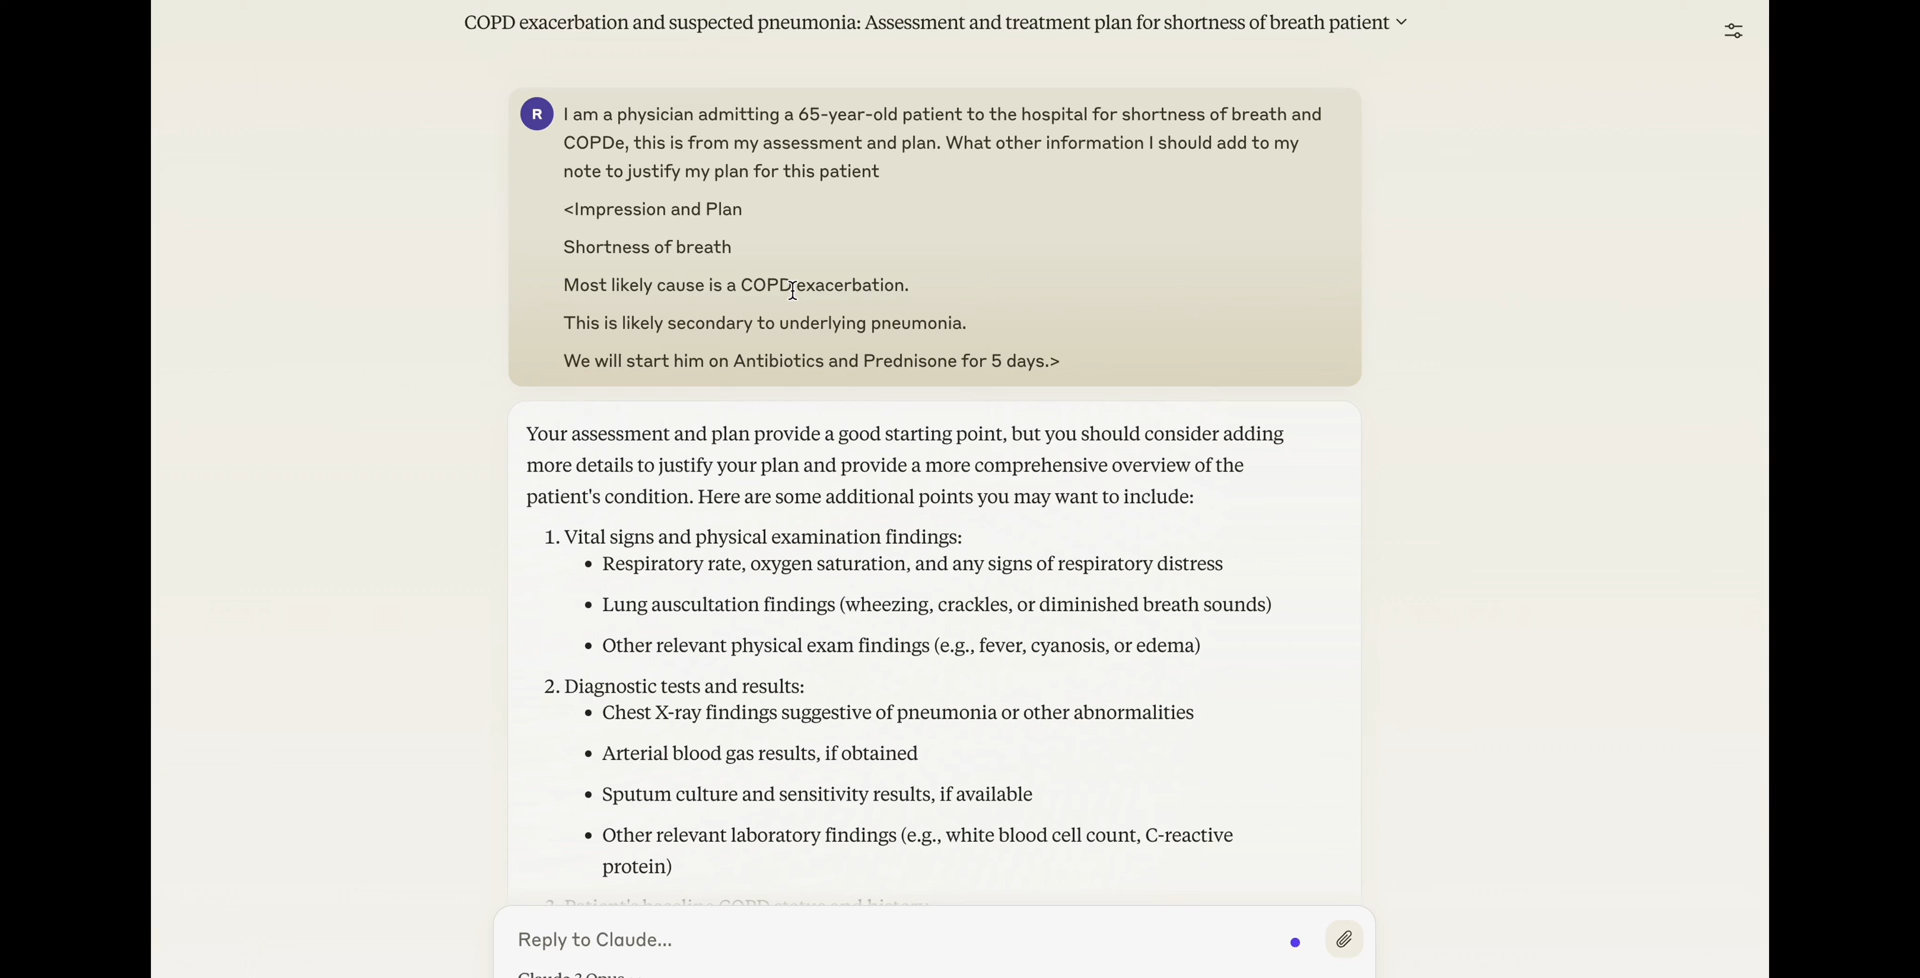 COPD exacerbation and suspected pneumonia: Assessment and treatment plan for shortness of breath patient
R
I am a physician admitting a 65-year-old patient to the hospital for shortness of breath and
COPDe, this is from my assessment and plan. What other information I should add to my
note to justify my plan for this patient
<Impression and Plan
Shortness of breath
Most likely cause is a COPD exacerbation.
This is likely secondary to underlying pneumonia.
We will start him on Antibiotics and Prednisone for 5 days.>
Your assessment and plan provide a good starting point, but you should consider adding
more details to justify your plan and provide a more comprehensive overview of the
patient's condition. Here are some additional points you may want to include:
1. Vital signs and physical examination findings:
• Respiratory rate, oxygen saturation, and any signs of respiratory distress
• Lung auscultation findings (wheezing, crackles, or diminished breath sounds)
• Other relevant physical exam findings (e.g., fever, cyanosis, or edema)
2. Diagnostic tests and results:
• Chest X-ray findings suggestive of pneumonia or other abnormalities
• Arterial blood gas results, if obtained
• Sputum culture and sensitivity results, if available
• Other relevant laboratory findings (e.g., white blood cell count, C-reactive
protein)
3. Patient's baseline COPD status and history
Reply to Claude...
Claude 3 Opus